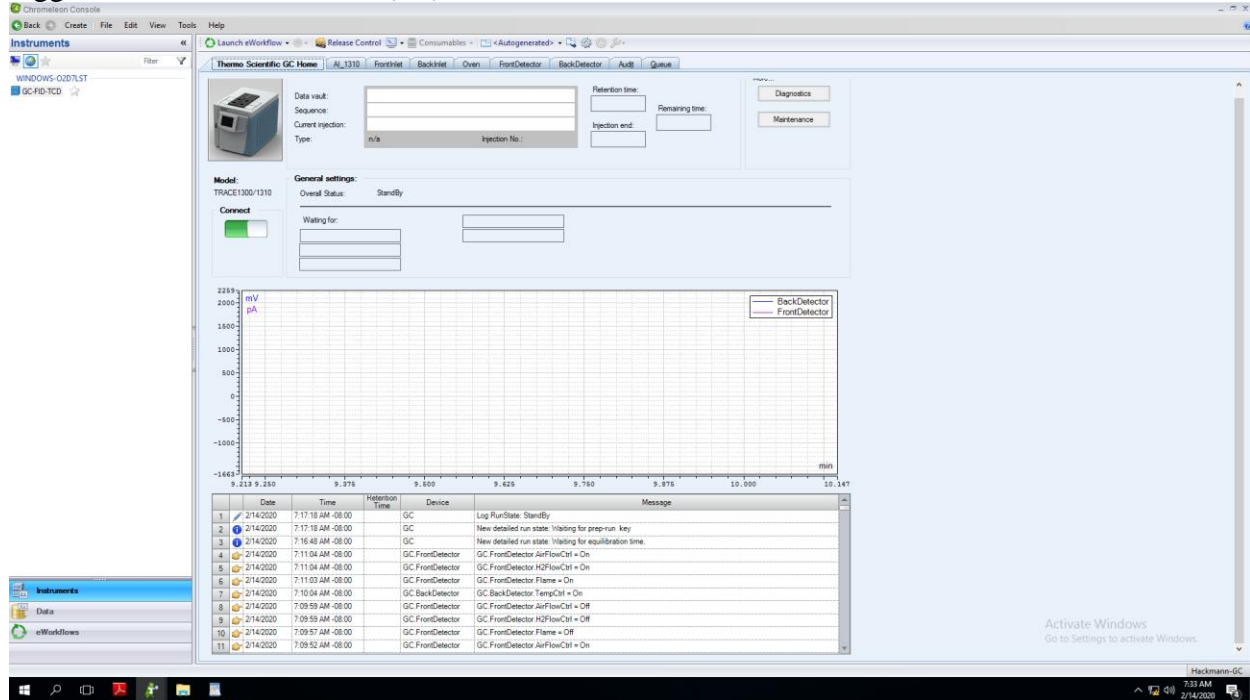 Chromeleon Console
Back Create File Edit View Tools Help
Instruments
Launch eWorkflow Release Control Consumables <Autogenerated>
Filter
Thermo Scientific GC Home AI_1310 FrontInlet BackInlet Oven FrontDetector BackDetector Audit Queue
WINDOWS-O2D7LST
GC-FID-TCD
Data vault:
Sequence:
Current injection:
Type: n/a Injection No.:
Retention time:
Injection end:
Remaining time:
Diagnostics
Maintenance
Model:
TRACE1300/1310
Connect
General settings:
Overall Status: StandBy
Waiting for:
2259
2000
1500
1000
500
0
-500
-1000
-1663
mV
pA
BackDetector
FrontDetector
min
9.213 9.250 9.375 9.500 9.625 9.750 9.875 10.000 10.147
Date Time Retention Time Device Message
1 2/14/2020 7:17:18 AM -08:00 GC Log RunState: StandBy
2 2/14/2020 7:17:18 AM -08:00 GC New detailed run state: Waiting for prep-run key
3 2/14/2020 7:16:48 AM -08:00 GC New detailed run state: Waiting for equilibration time.
4 2/14/2020 7:11:04 AM -08:00 GC.FrontDetector GC.FrontDetector.AirFlowCtrl = On
5 2/14/2020 7:11:04 AM -08:00 GC.FrontDetector GC.FrontDetector.H2FlowCtrl = On
6 2/14/2020 7:11:03 AM -08:00 GC.FrontDetector GC.FrontDetector.Flame = On
7 2/14/2020 7:10:04 AM -08:00 GC.BackDetector GC.BackDetector.TempCtrl = On
8 2/14/2020 7:09:59 AM -08:00 GC.FrontDetector GC.FrontDetector.AirFlowCtrl = Off
9 2/14/2020 7:09:59 AM -08:00 GC.FrontDetector GC.FrontDetector.H2FlowCtrl = Off
10 2/14/2020 7:09:57 AM -08:00 GC.FrontDetector GC.FrontDetector.Flame = Off
11 2/14/2020 7:09:52 AM -08:00 GC.FrontDetector GC.FrontDetector.AirFlowCtrl = On
Instruments
Data
eWorkflows
Activate Windows
Go to Settings to activate Windows.
Hackmann-GC
7:33 AM
2/14/2020